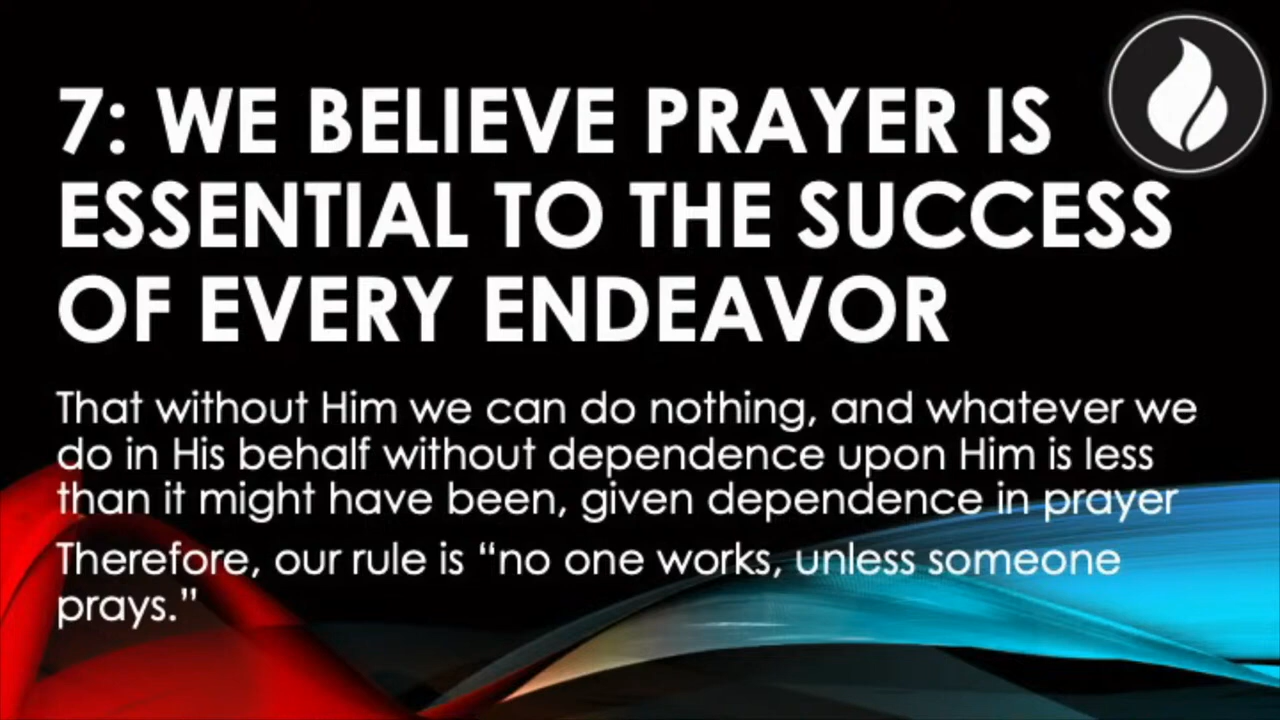 7: WE BELIEVE PRAYER IS
ESSENTIAL TO THE SUCCESS
OF EVERY ENDEAVOR
That without Him we can do nothing, and whatever we
do in His behalf without dependence upon Him is less
than it might have been, given dependence in prayer
Therefore, our rule is “no one works, unless someone
prays.”